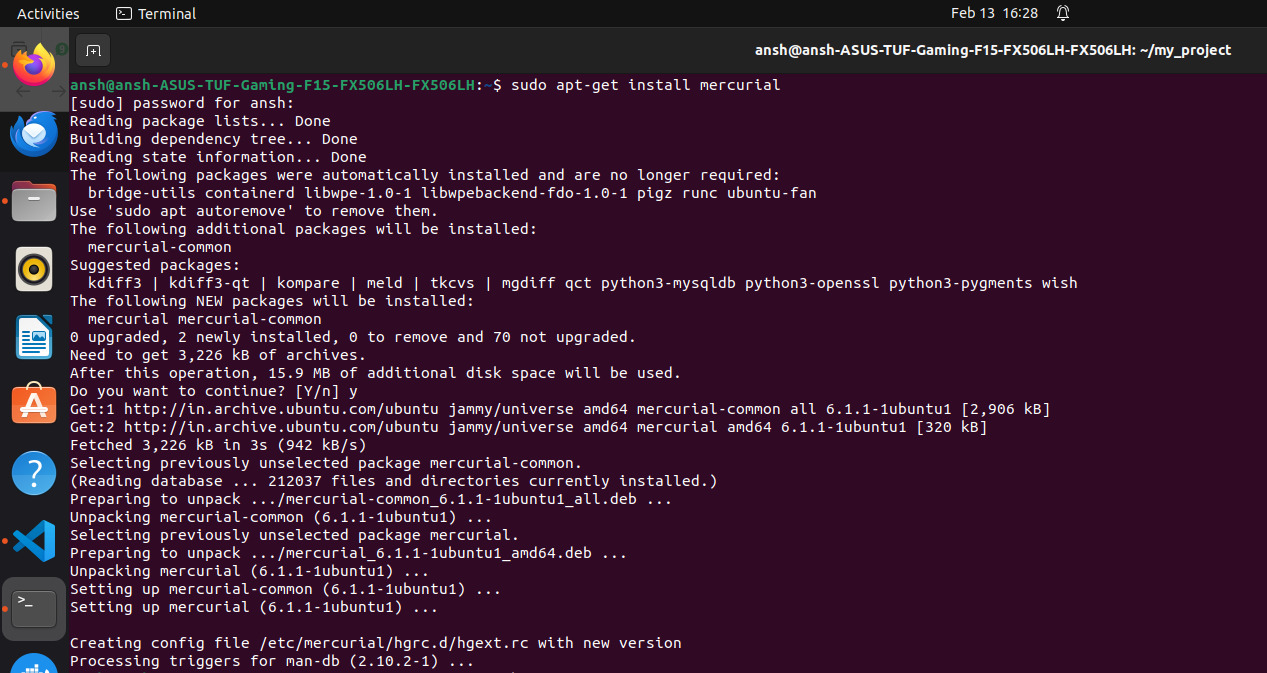 Activities
Terminal
Feb 13 16:28
ansh@ansh-ASUS-TUF-Gaming-F15-FX506LH-FX506LH: ~/my_project
ansh@ansh-ASUS-TUF-Gaming-F15-FX506LH-FX506LH:~$ sudo apt-get install mercurial
[sudo] password for ansh:
Reading package lists... Done
Building dependency tree... Done
Reading state information... Done
The following packages were automatically installed and are no longer required:
  bridge-utils containerd libwpe-1.0-1 libwpebackend-fdo-1.0-1 pigz runc ubuntu-fan
Use 'sudo apt autoremove' to remove them.
The following additional packages will be installed:
  mercurial-common
Suggested packages:
  kdiff3 | kdiff3-qt | kompare | meld | tkcvs | mgdiff qct python3-mysqldb python3-openssl python3-pygments wish
The following NEW packages will be installed:
  mercurial mercurial-common
0 upgraded, 2 newly installed, 0 to remove and 70 not upgraded.
Need to get 3,226 kB of archives.
After this operation, 15.9 MB of additional disk space will be used.
Do you want to continue? [Y/n] y
Get:1 http://in.archive.ubuntu.com/ubuntu jammy/universe amd64 mercurial-common all 6.1.1-1ubuntu1 [2,906 kB]
Get:2 http://in.archive.ubuntu.com/ubuntu jammy/universe amd64 mercurial amd64 6.1.1-1ubuntu1 [320 kB]
Fetched 3,226 kB in 3s (942 kB/s)
Selecting previously unselected package mercurial-common.
(Reading database ... 212037 files and directories currently installed.)
Preparing to unpack .../mercurial-common_6.1.1-1ubuntu1_all.deb ...
Unpacking mercurial-common (6.1.1-1ubuntu1) ...
Selecting previously unselected package mercurial.
Preparing to unpack .../mercurial_6.1.1-1ubuntu1_amd64.deb ...
Unpacking mercurial (6.1.1-1ubuntu1) ...
Setting up mercurial-common (6.1.1-1ubuntu1) ...
Setting up mercurial (6.1.1-1ubuntu1) ...
Creating config file /etc/mercurial/hgrc.d/hgext.rc with new version
Processing triggers for man-db (2.10.2-1) ...